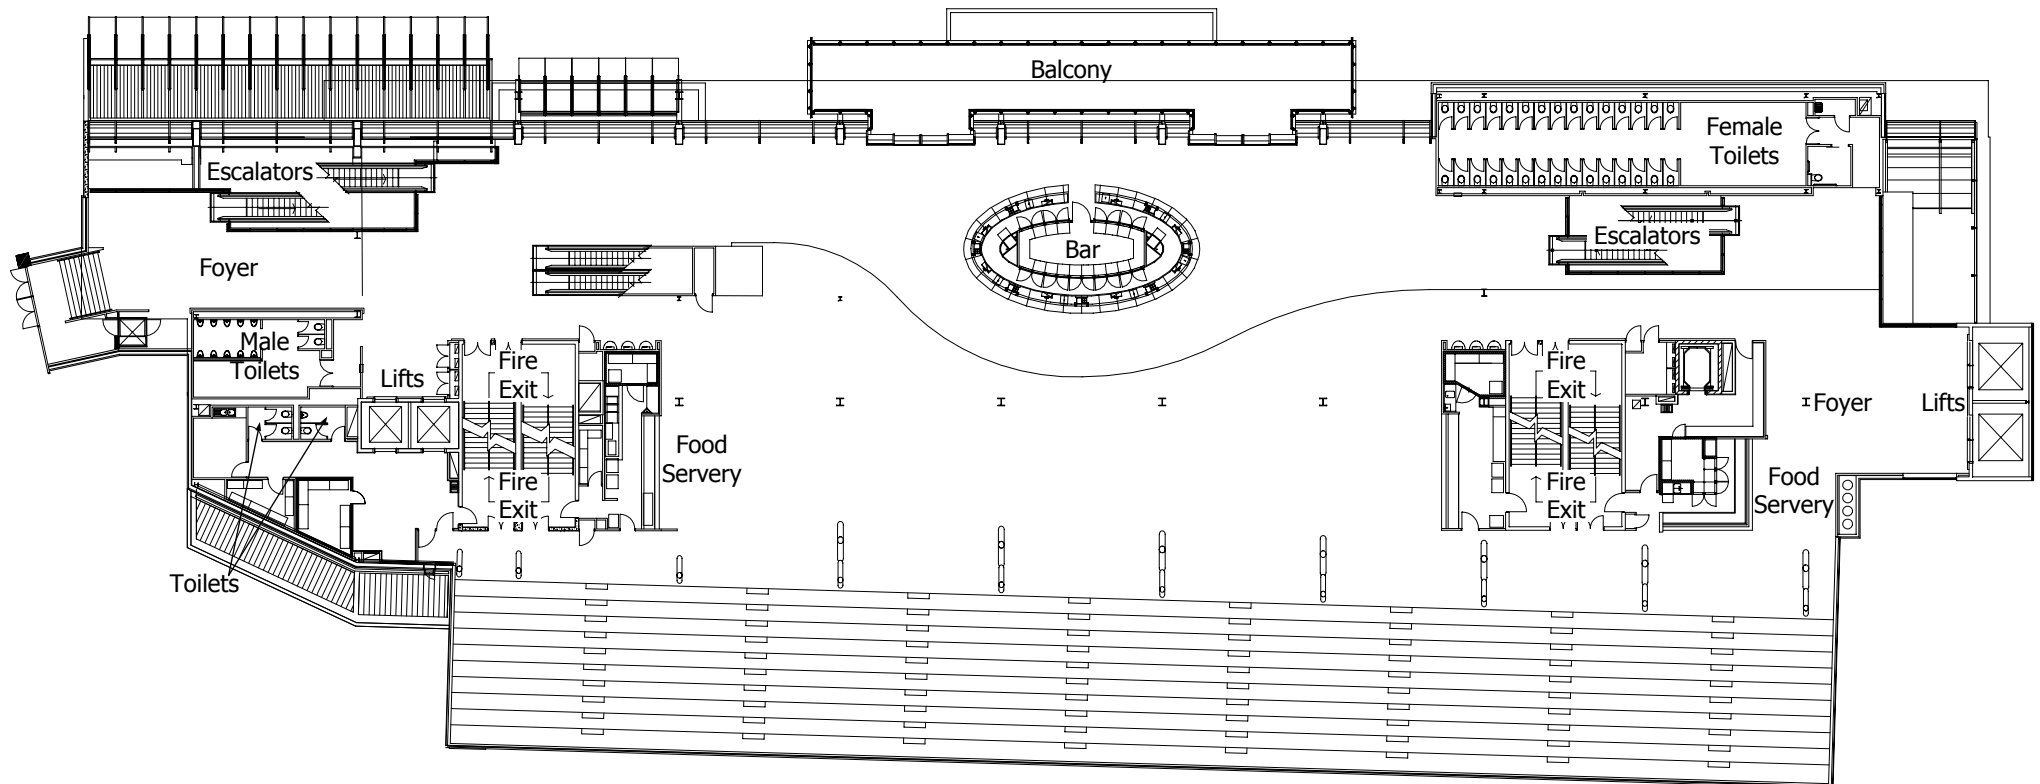 Balcony
Female
Toilets
Escalators
Bar
Escalators
Foyer
Male
Toilets
Lifts
Fire
Exit
Fire
Exit
Foyer
Lifts
Food
Servery
Food
Servery
Fire
Exit
Fire
Exit
Toilets